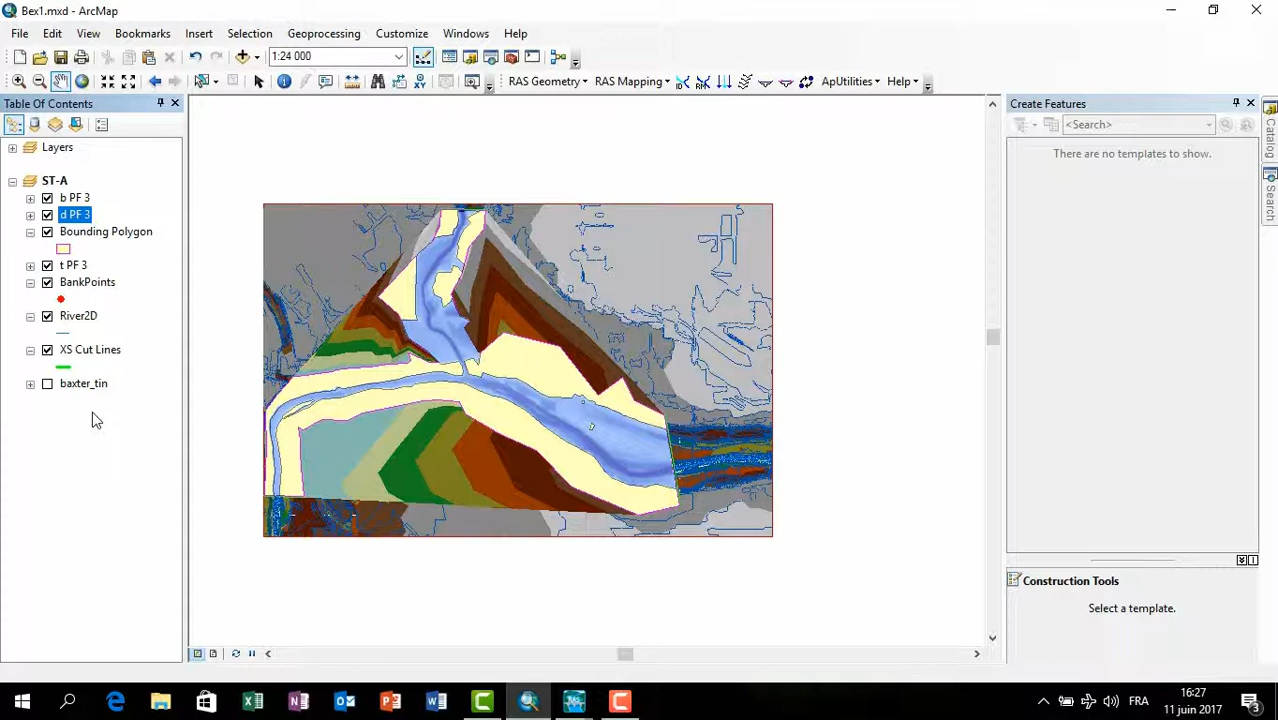 Bex1.mxd - ArcMap
File Edit View Bookmarks Insert Selection Geoprocessing Customize Windows Help
1:24 000
RAS Geometry RAS Mapping ApUtilities Help
Table Of Contents
Layers
ST-A
b PF 3
d PF 3
Bounding Polygon
t PF 3
BankPoints
River2D
XS Cut Lines
baxter_tin
Create Features
<Search>
There are no templates to show.
Catalog
Search
Construction Tools
Select a template.
FRA
16:27
11 juin 2017
3